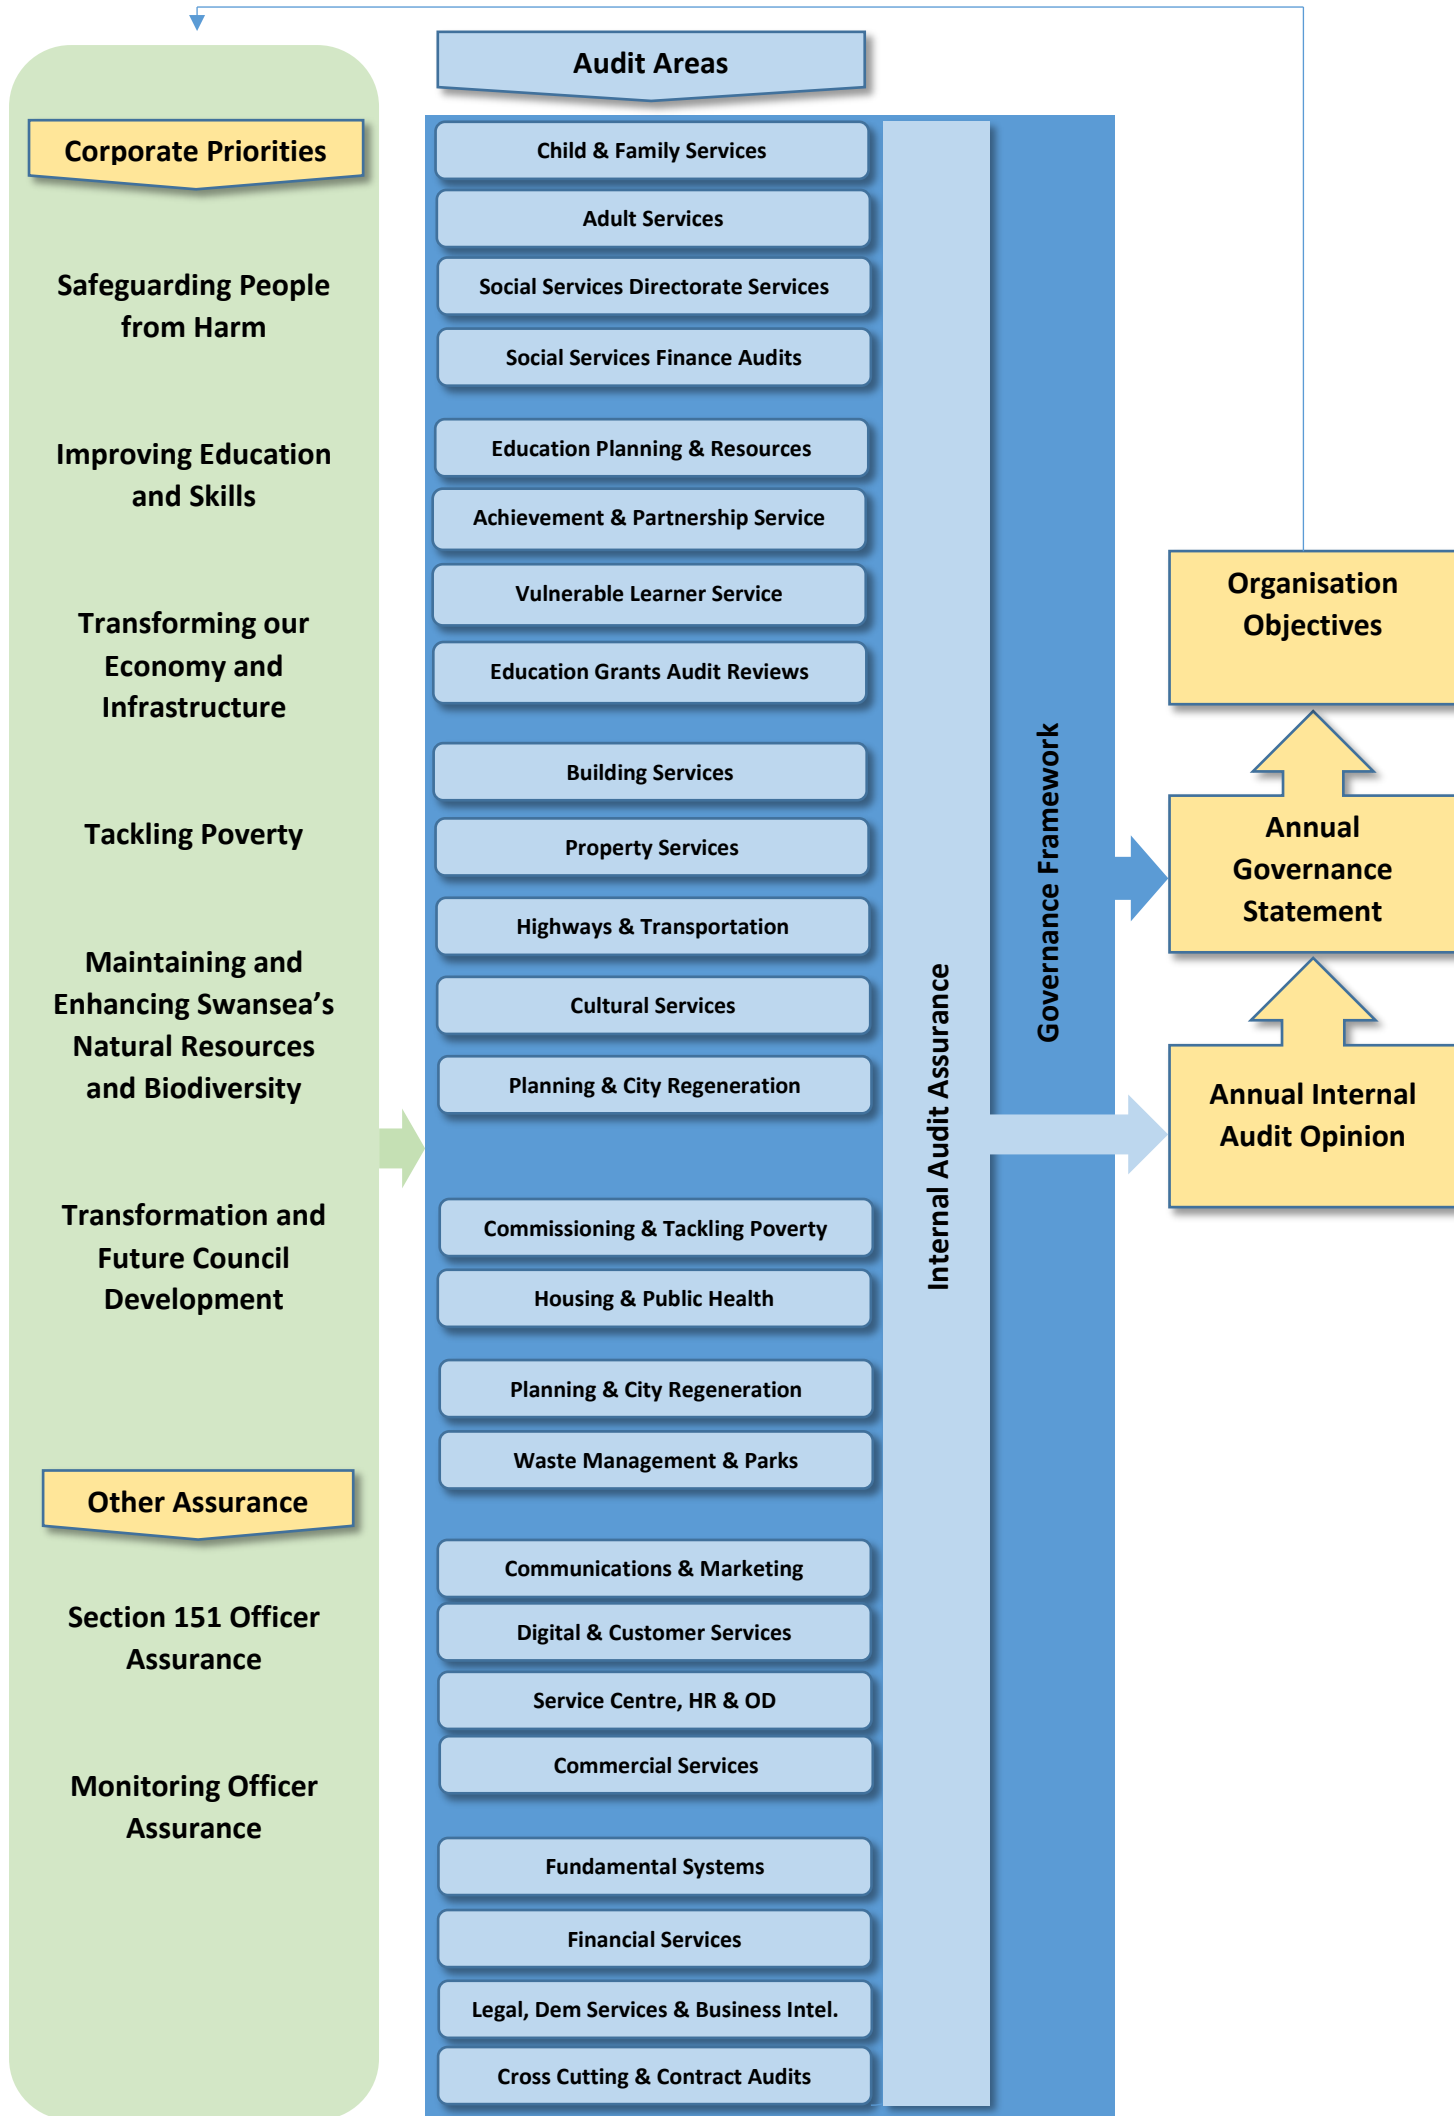 Corporate Priorities
Safeguarding People
from Harm
Improving Education
and Skills
Transforming our
Economy and
Infrastructure
Tackling Poverty
Maintaining and
Enhancing Swansea’s
Natural Resources
and Biodiversity
Transformation and
Future Council
Development
Other Assurance
Section 151 Officer
Assurance
Monitoring Officer
Assurance
Audit Areas
Child & Family Services
Adult Services
Social Services Directorate Services
Social Services Finance Audits
Education Planning & Resources
Achievement & Partnership Service
Vulnerable Learner Service
Education Grants Audit Reviews
Building Services
Property Services
Highways & Transportation
Cultural Services
Planning & City Regeneration
Commissioning & Tackling Poverty
Housing & Public Health
Planning & City Regeneration
Waste Management & Parks
Communications & Marketing
Digital & Customer Services
Service Centre, HR & OD
Commercial Services
Fundamental Systems
Financial Services
Legal, Dem Services & Business Intel.
Cross Cutting & Contract Audits
Internal Audit Assurance
Governance Framework
Organisation
Objectives
Annual
Governance
Statement
Annual Internal
Audit Opinion